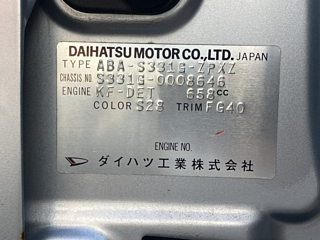 DAIHATSU MOTOR CO.,LTD. JAPAN
TYPE ABA-S331G-ZPXZ
CHASSIS NO. S331G-0008646
ENGINE KF-DET 658cc
COLOR S28 TRIM FG40
ENGINE NO.
ダイハツ工業株式会社